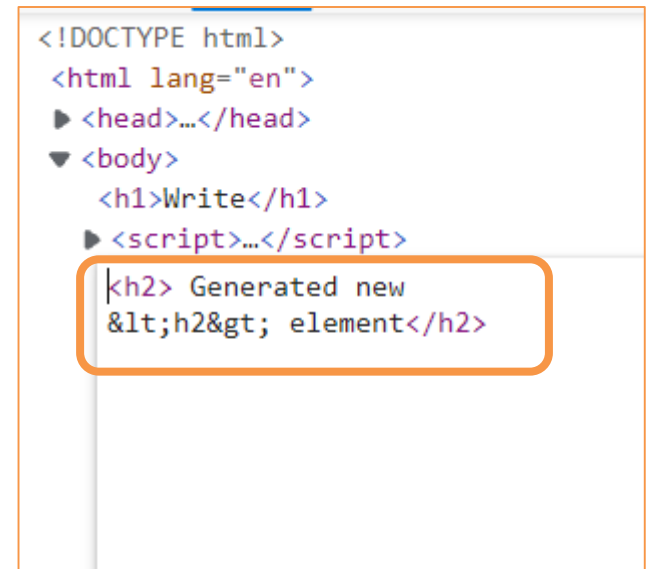 <!DOCTYPE html>
<html lang="en">
▶ <head>…</head>
▼ <body>
<h1>Write</h1>
▶ <script>…</script>
<h2> Generated new
&lt;h2&gt; element</h2>